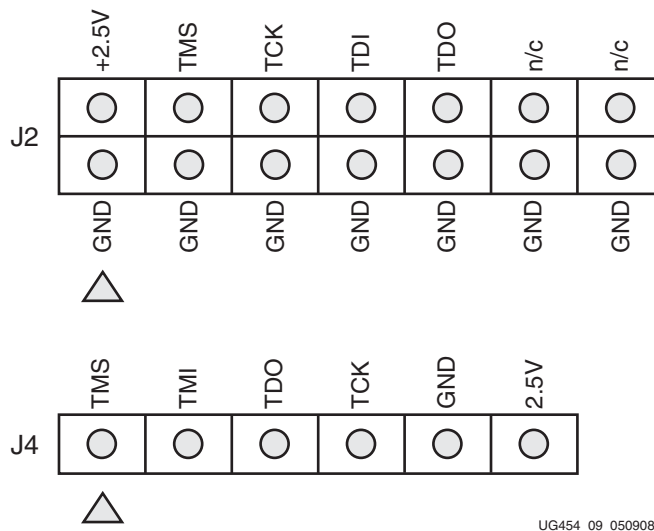 +2.5V TMS TCK TDI TDO n/c n/c
J2
GND GND GND GND GND GND GND
TMS TMI TDO TCK GND 2.5V
J4
UG454_09_050908